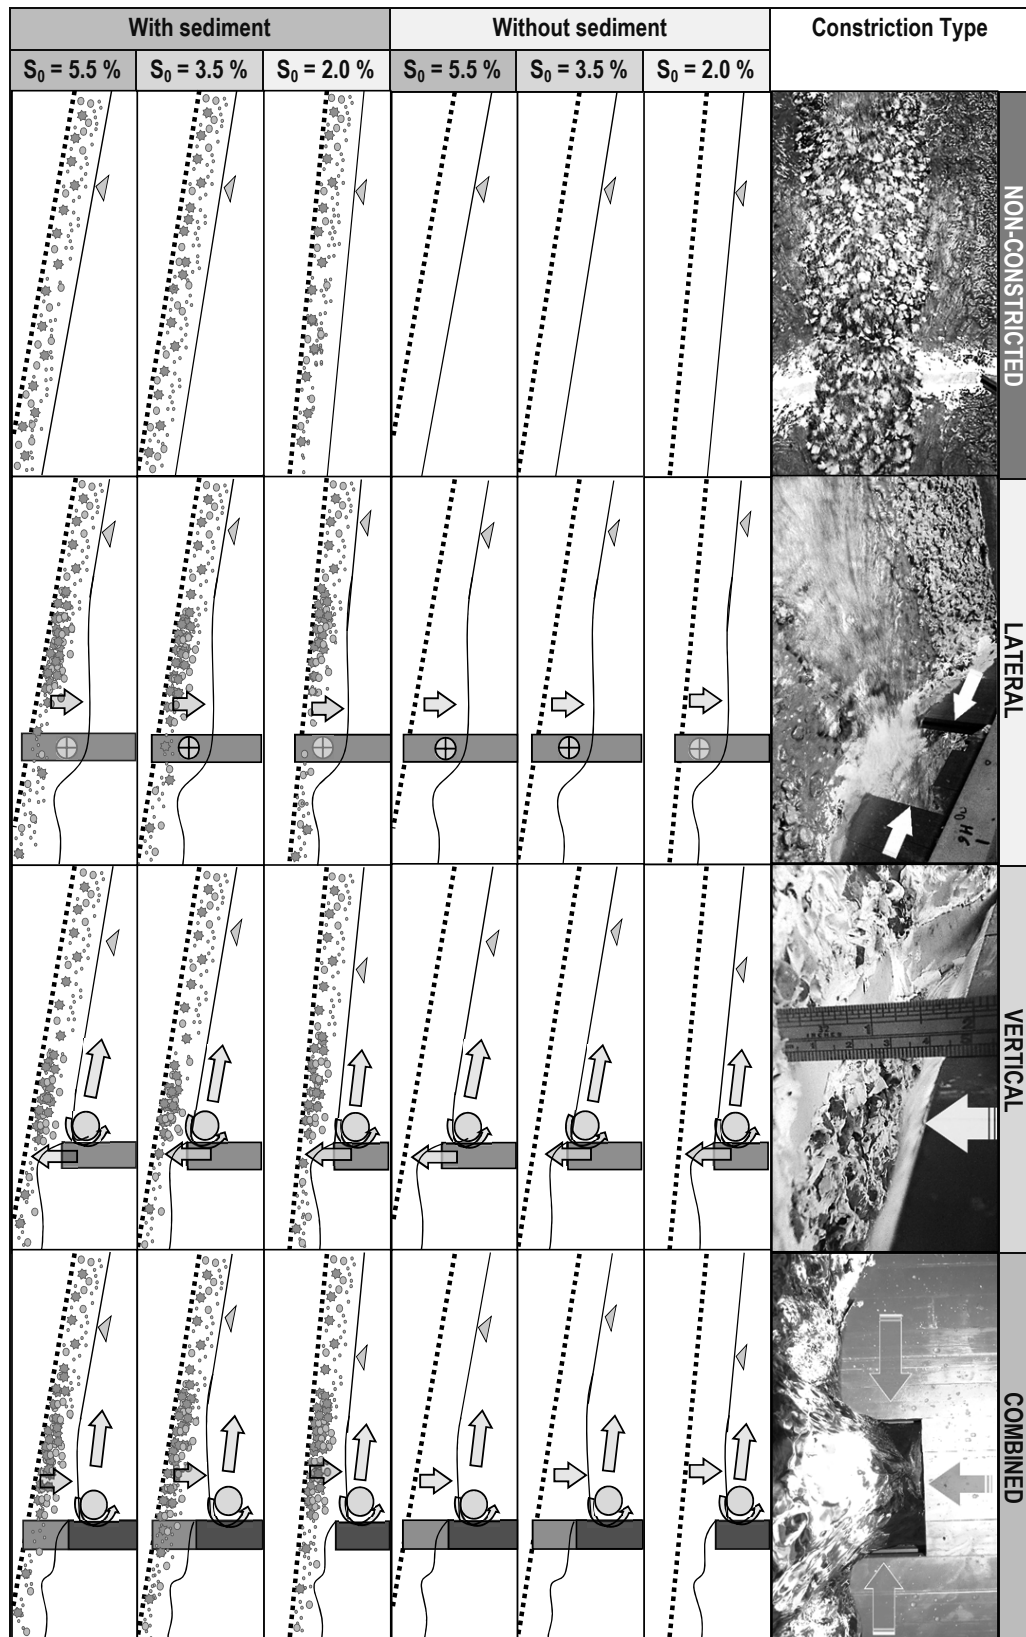 With sediment
Without sediment
Constriction Type
S₀ = 5.5 %
S₀ = 3.5 %
S₀ = 2.0 %
S₀ = 5.5 %
S₀ = 3.5 %
S₀ = 2.0 %
NON-CONSTRICTED
LATERAL
VERTICAL
COMBINED